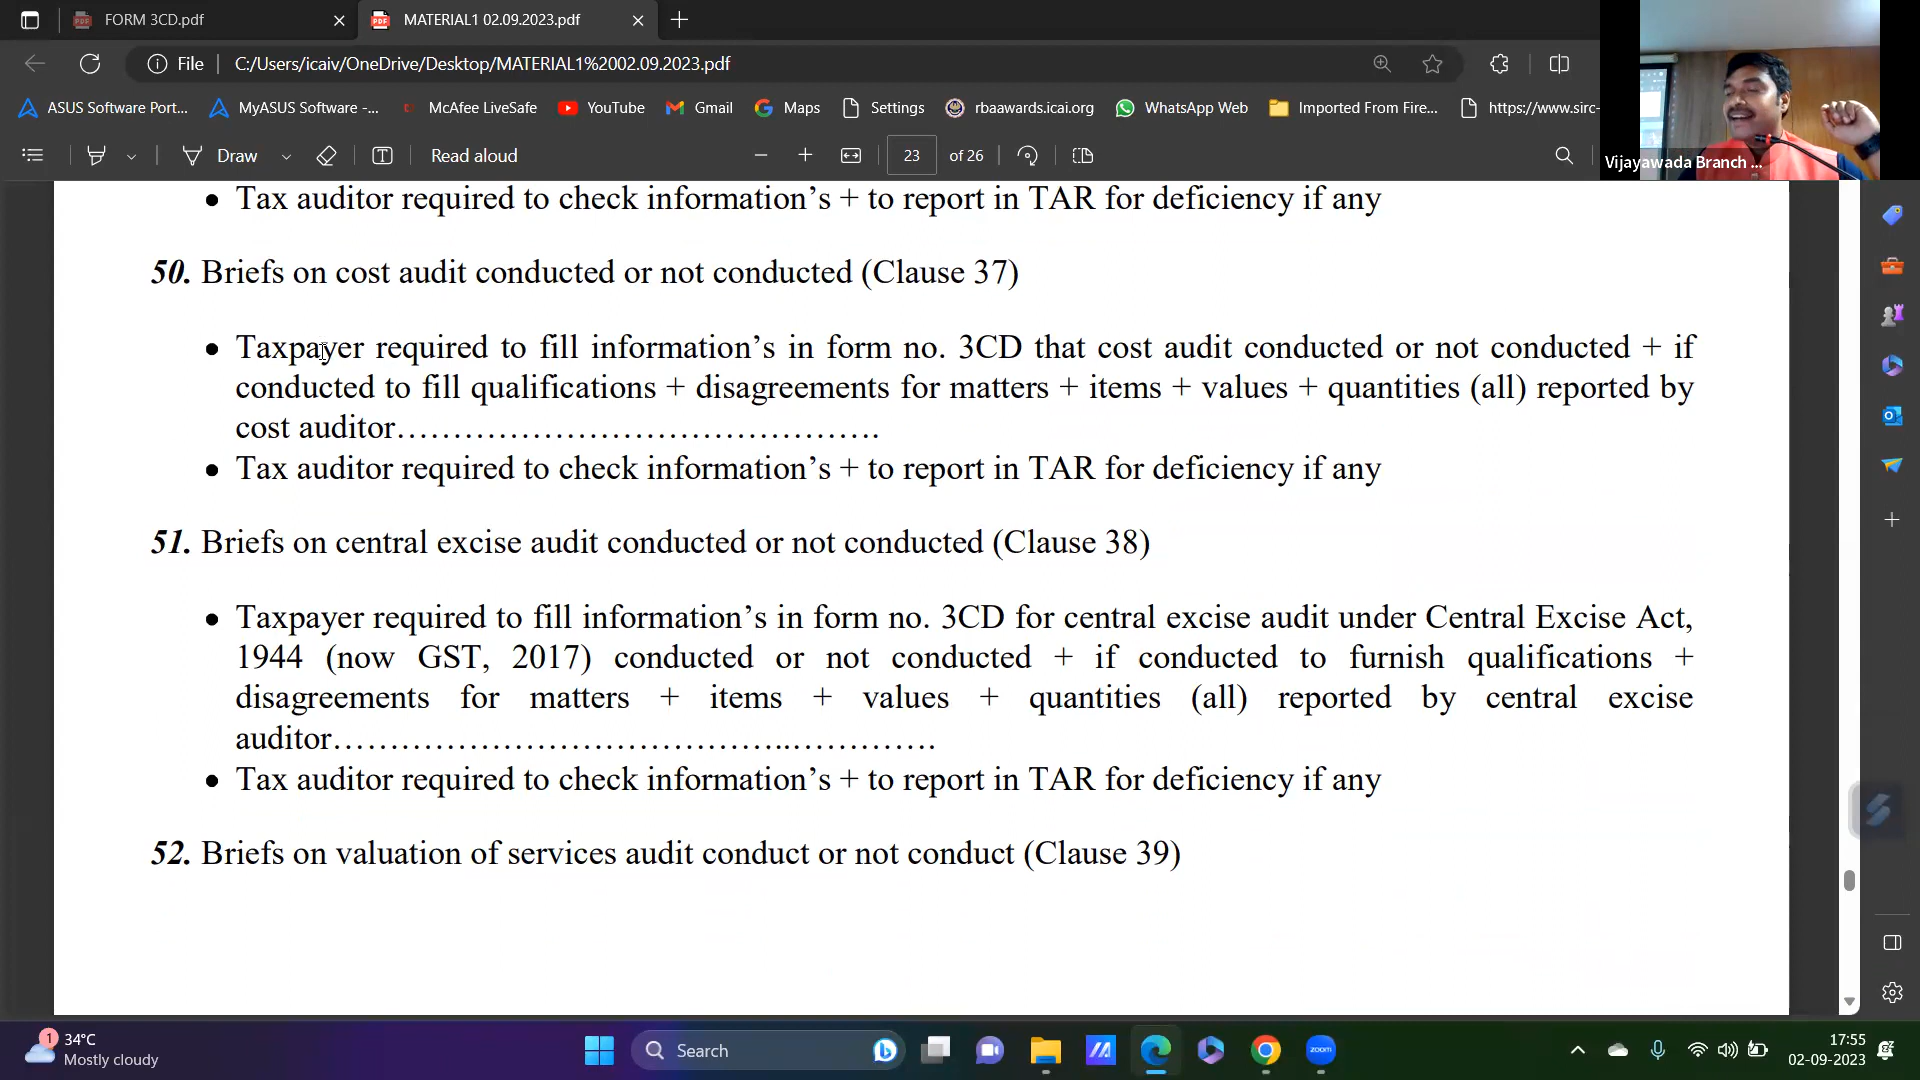 FORM 3CD.pdf
MATERIAL1 02.09.2023.pdf
File
C:/Users/icaiv/OneDrive/Desktop/MATERIAL1%2002.09.2023.pdf
ASUS Software Port...
MyASUS Software -...
McAfee LiveSafe
YouTube
Gmail
Maps
Settings
rbaawards.icai.org
WhatsApp Web
Imported From Fire...
https://www.sirc-
Draw
Read aloud
23 of 26
Vijayawada Branch ...
• Tax auditor required to check information’s + to report in TAR for deficiency if any
50. Briefs on cost audit conducted or not conducted (Clause 37)
• Taxpayer required to fill information’s in form no. 3CD that cost audit conducted or not conducted + if
conducted to fill qualifications + disagreements for matters + items + values + quantities (all) reported by
cost auditor…………………………………….
• Tax auditor required to check information’s + to report in TAR for deficiency if any
51. Briefs on central excise audit conducted or not conducted (Clause 38)
• Taxpayer required to fill information’s in form no. 3CD for central excise audit under Central Excise Act,
1944 (now GST, 2017) conducted or not conducted + if conducted to furnish qualifications +
disagreements for matters + items + values + quantities (all) reported by central excise
auditor…………………………………..………….
• Tax auditor required to check information’s + to report in TAR for deficiency if any
52. Briefs on valuation of services audit conduct or not conduct (Clause 39)
1
34°C
Mostly cloudy
Search
zoom
17:55
02-09-2023